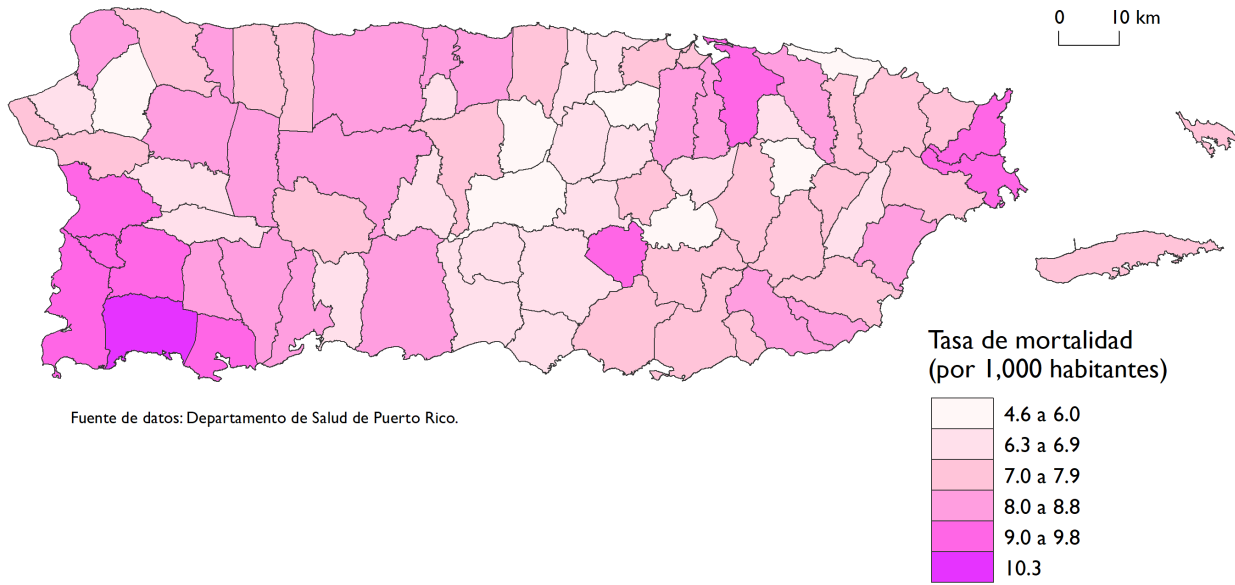 0 10 km
Tasa de mortalidad
(por 1,000 habitantes)
Fuente de datos: Departamento de Salud de Puerto Rico.
4.6 a 6.0
6.3 a 6.9
7.0 a 7.9
8.0 a 8.8
9.0 a 9.8
10.3